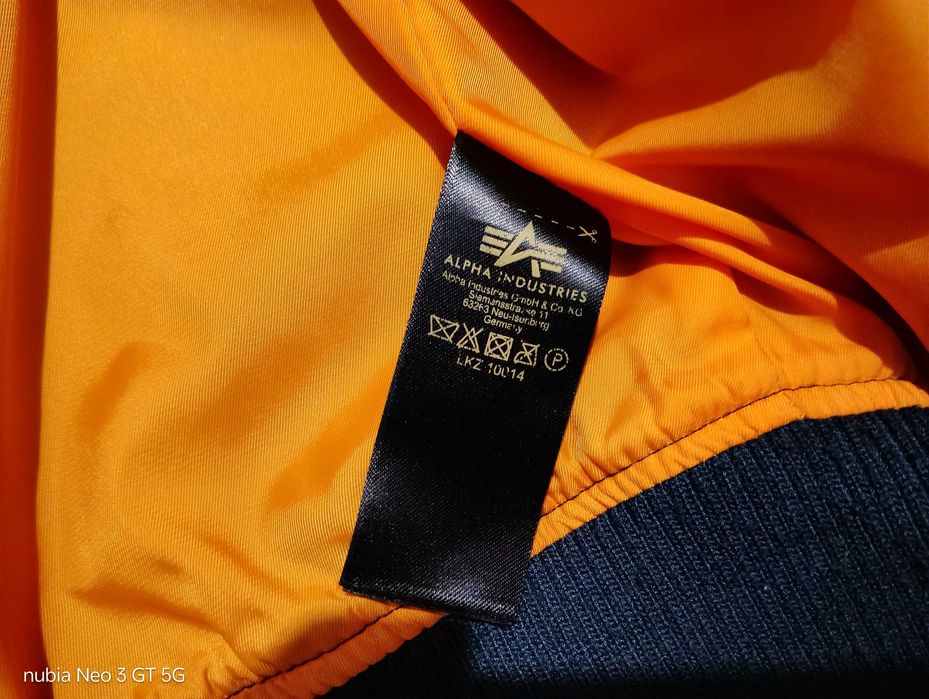 ALPHA INDUSTRIES
Alpha Industries GmbH & Co. KG
Siemensstrasse 11
63263 Neu-Isenburg
Germany
P
LKZ 10014
nubia Neo 3 GT 5G